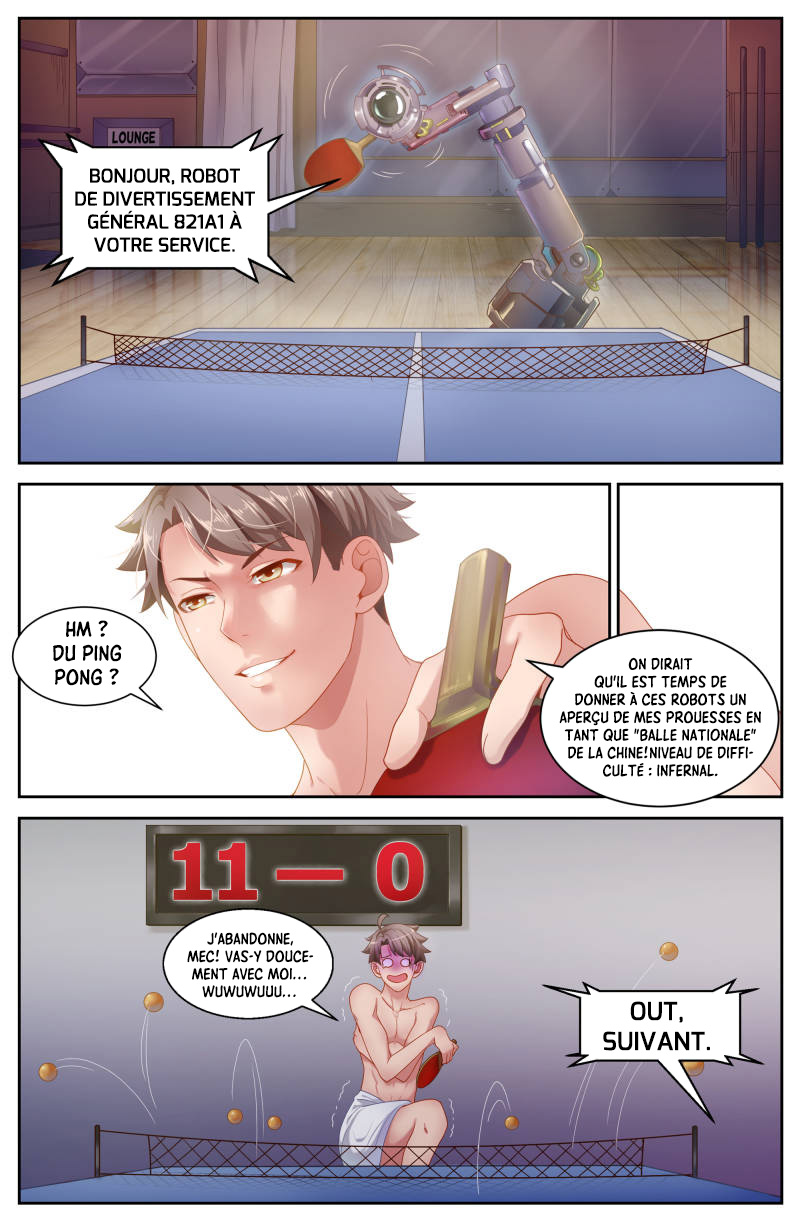 LOUNGE
BONJOUR, ROBOT
DE DIVERTISSEMENT
GÉNÉRAL 821A1 À
VOTRE SERVICE.
HM ?
DU PING
PONG ?
ON DIRAIT
QU'IL EST TEMPS DE
DONNER À CES ROBOTS UN
APERÇU DE MES PROUESSES EN
TANT QUE "BALLE NATIONALE"
DE LA CHINE!NIVEAU DE DIFFI-
CULTÉ : INFERNAL.
11 — 0
J'ABANDONNE,
MEC! VAS-Y DOUCE-
MENT AVEC MOI...
WUWUWUUU...
OUT,
SUIVANT.